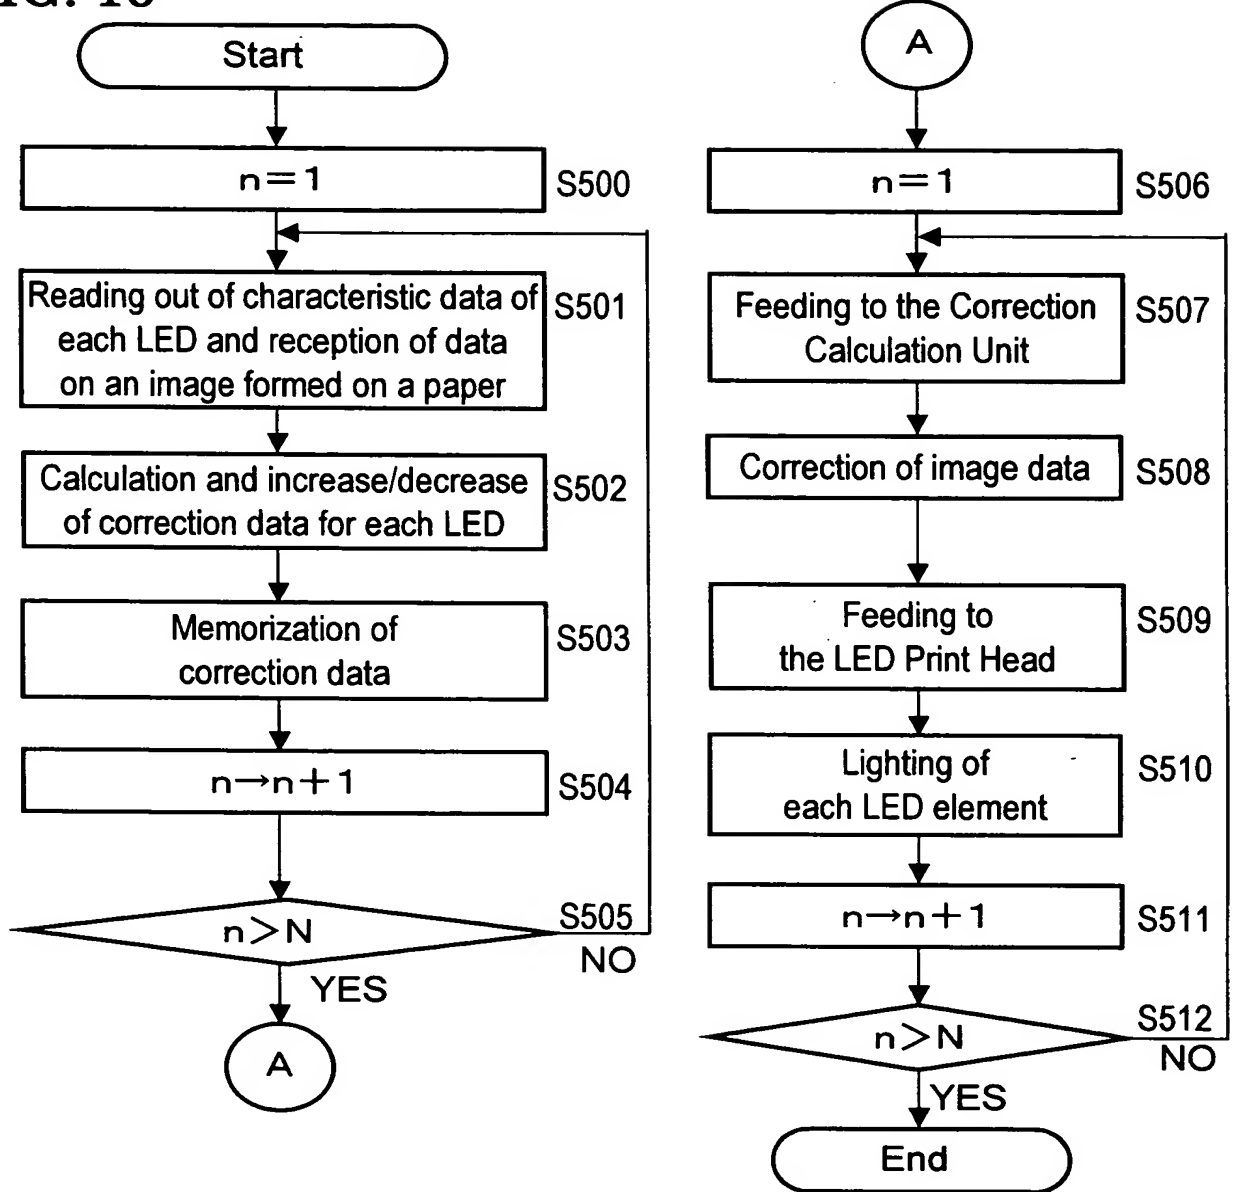 Start
n=1
S500
Reading out of characteristic data of
each LED and reception of data
on an image formed on a paper
S501
Calculation and increase/decrease
of correction data for each LED
S502
Memorization of
correction data
S503
n→n+1
S504
n>N
S505
NO
YES
A
A
n=1
S506
Feeding to the Correction
Calculation Unit
S507
Correction of image data
S508
Feeding to
the LED Print Head
S509
Lighting of
each LED element
S510
n→n+1
S511
n>N
S512
NO
YES
End